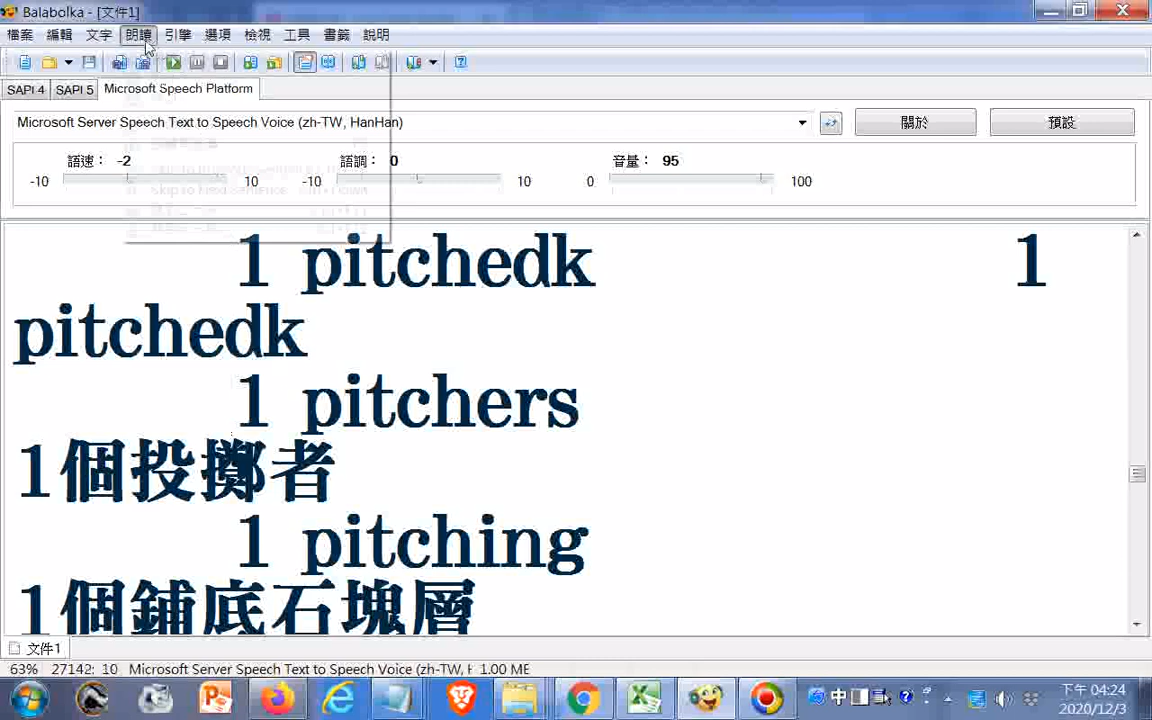 Balabolka - [文件1]
檔案 編輯 文字 朗讀 引擎 選項 檢視 工具 書籤 說明
SAPI 4 SAPI 5 Microsoft Speech Platform
Microsoft Server Speech Text to Speech Voice (zh-TW, HanHan) 關於 預設
語速： -2 語調： 0 音量： 95
-10 10 -10 10 0 100
1 pitchedk 1
pitchedk
1 pitchers
1個投擲者
1 pitching
1個鋪底石塊層
文件1
63% 27142: 10 Microsoft Server Speech Text to Speech Voice (zh-TW, H 1.00 ME
中 下午 04:24
2020/12/3